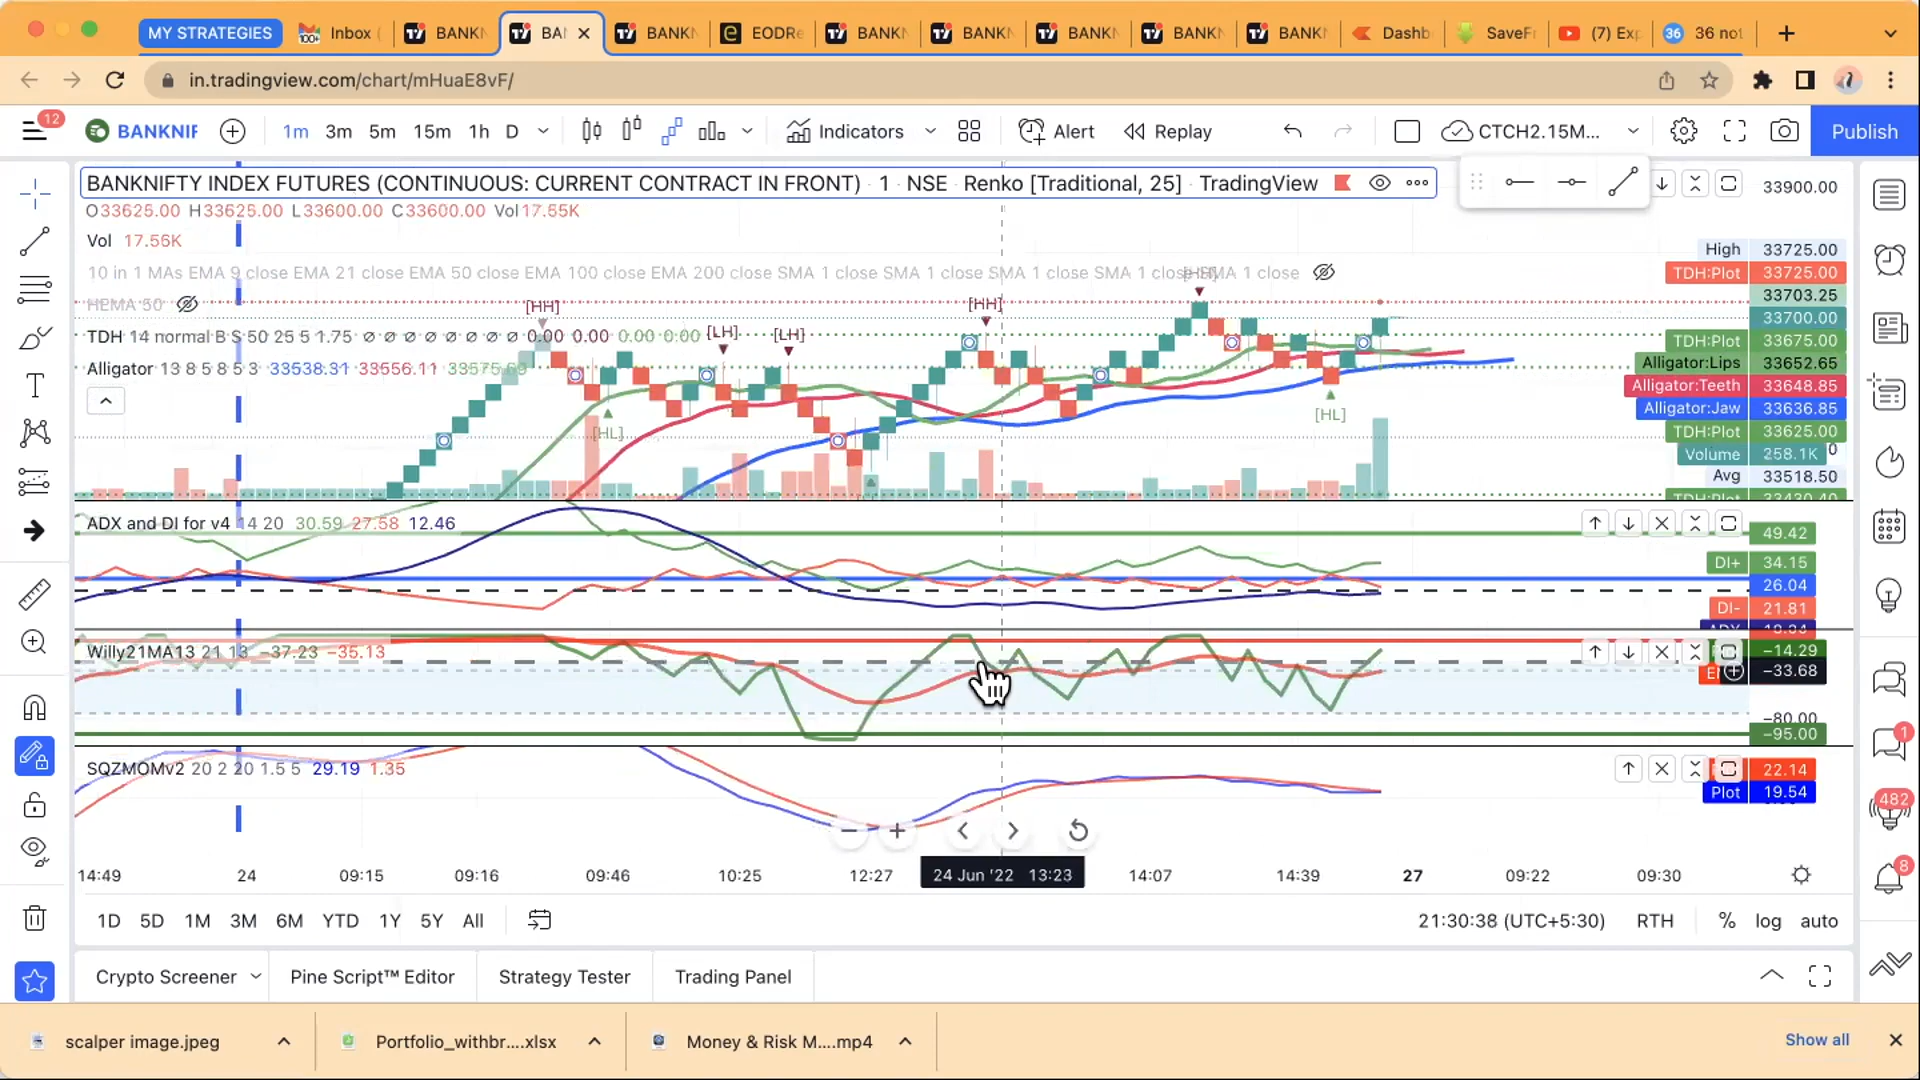 MY STRATEGIES
Inbox (
BANKN
BAN
BANKN
EODRe
BANKN
BANKN
BANKN
BANKN
BANKN
Dashb
SaveFr
(7) Exp
36
36 not
in.tradingview.com/chart/mHuaE8vF/
12
BANKNIF
1m
3m
5m
15m
1h
D
Indicators
Alert
Replay
CTCH2.15M...
Publish
BANKNIFTY INDEX FUTURES (CONTINUOUS: CURRENT CONTRACT IN FRONT) · 1 · NSE · Renko [Traditional, 25] · TradingView
O33625.00 H33625.00 L33600.00 C33600.00 Vol17.55K
Vol 17.56K
10 in 1 MAs EMA 9 close EMA 21 close EMA 50 close EMA 100 close EMA 200 close SMA 1 close SMA 1 close SMA 1 close SMA 1 close SMA 1 close
HEMA 50
TDH 14 normal B S 50 25 5 1.75 ∅ ∅ ∅ ∅ ∅ ∅ ∅ ∅ 0.00 0.00 0.00 0.00
Alligator 13 8 5 8 5 3 33538.31 33556.11
[HH]
[LH]
[LH]
[HH]
[HL]
[HL]
33900.00
High 33725.00
TDH:Plot 33725.00
33703.25
33700.00
TDH:Plot 33675.00
Alligator:Lips 33652.65
Alligator:Teeth 33648.85
Alligator:Jaw 33636.85
TDH:Plot 33625.00
Volume 258.1K
Avg 33518.50
TDH:Plot 33430.40
ADX and DI for v4 14 20 30.59 27.58 12.46
49.42
DI+ 34.15
26.04
DI- 21.81
Willy21MA13 21 13 −37.23 −35.13
−14.29
−33.68
−80.00
−95.00
SQZMOMv2 20 2 20 1.5 5 29.19 1.35
22.14
Plot 19.54
14:49
24
09:15
09:16
09:46
10:25
12:27
24 Jun '22 13:23
14:07
14:39
27
09:22
09:30
1D
5D
1M
3M
6M
YTD
1Y
5Y
All
21:30:38 (UTC+5:30)
RTH
%
log
auto
Crypto Screener
Pine Script™ Editor
Strategy Tester
Trading Panel
1
482
8
scalper image.jpeg
Portfolio_withbr....xlsx
Money & Risk M....mp4
Show all